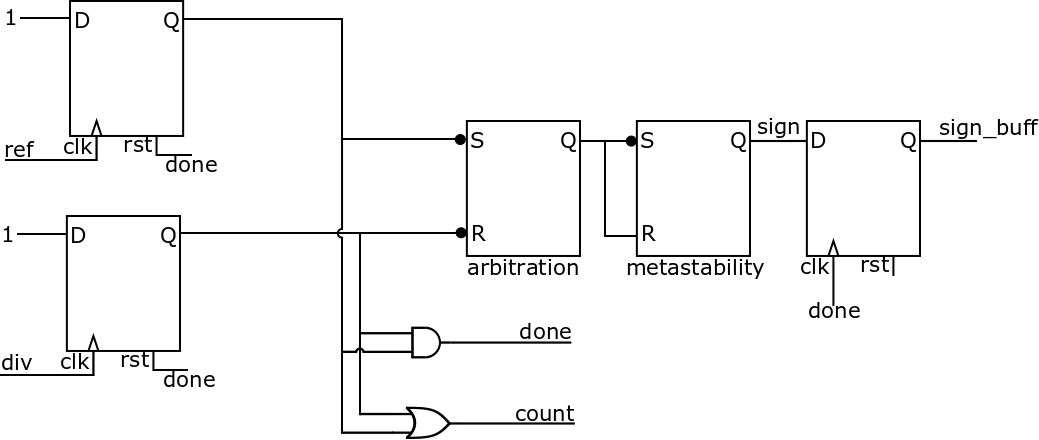 1
D
Q
ref
clk
rst
done
1
D
Q
div
clk
rst
done
S
Q
R
arbitration
S
Q
R
metastability
sign
D
Q
sign_buff
clk
rst
done
done
count